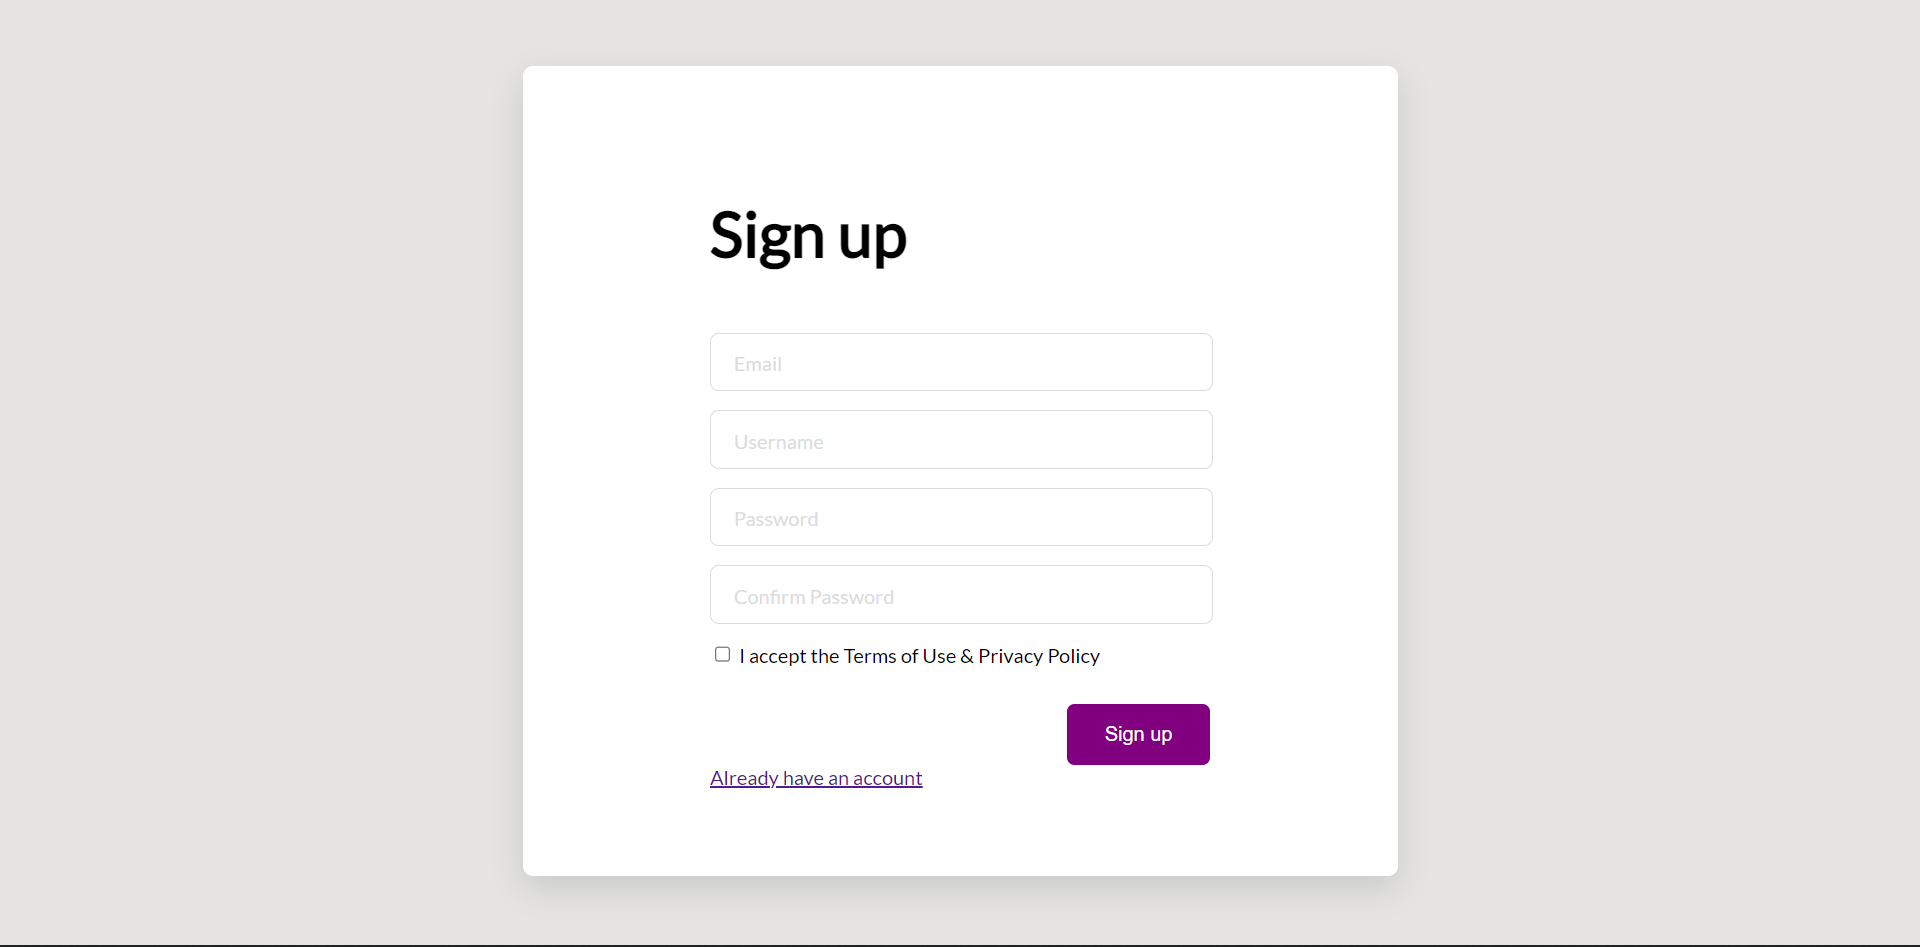 Sign up
Email
Username
Password
Confirm Password
I accept the Terms of Use & Privacy Policy
Sign up
Already have an account